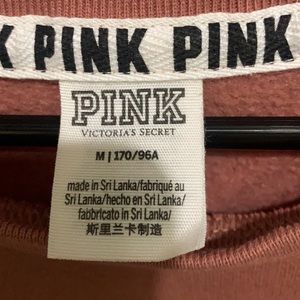 K PINK PINK
PINK
VICTORIA'S SECRET
M | 170/96A
made in Sri Lanka/fabriqué au
Sri Lanka/hecho en Sri Lanka/
fabbricato in Sri Lanka/
斯里兰卡制造